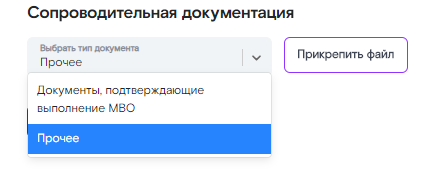 Сопроводительная документация
Выбрать тип документа
Прочее
Прикрепить файл
Документы, подтверждающие
выполнение МВО
Прочее